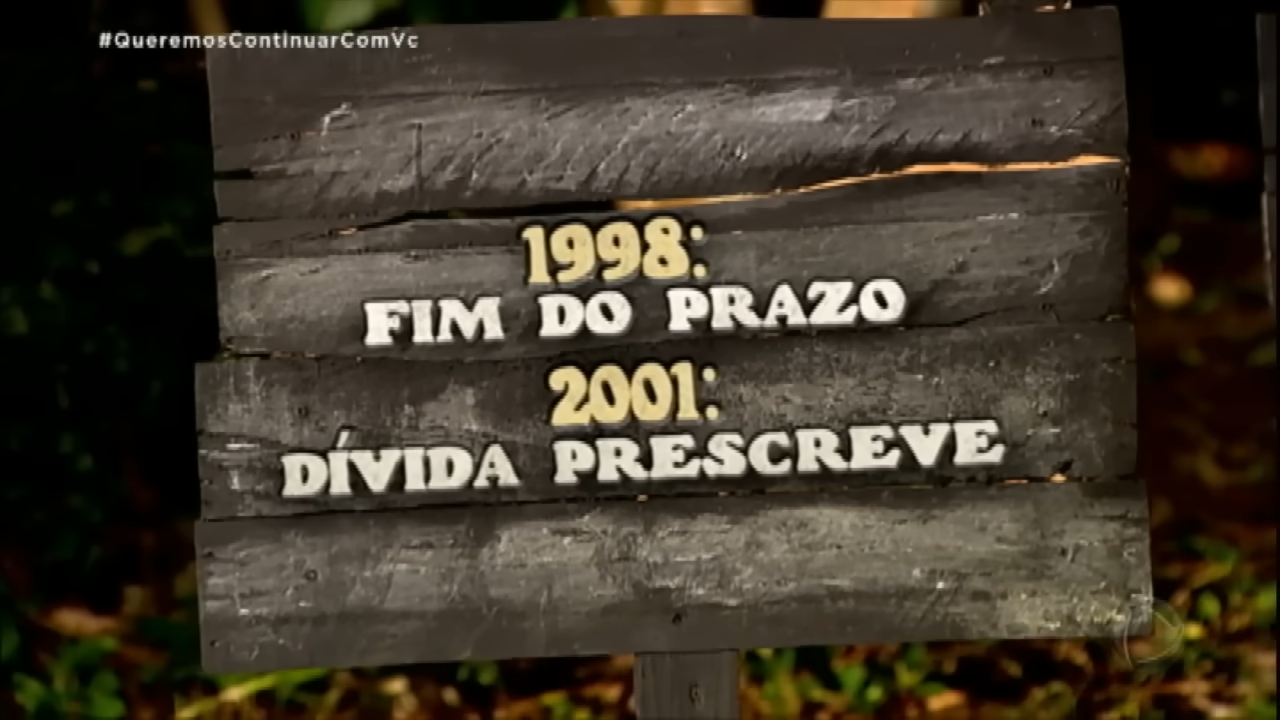 #QueremosContinuarComVc
1998:
FIM DO PRAZO
2001:
DÍVIDA PRESCREVE